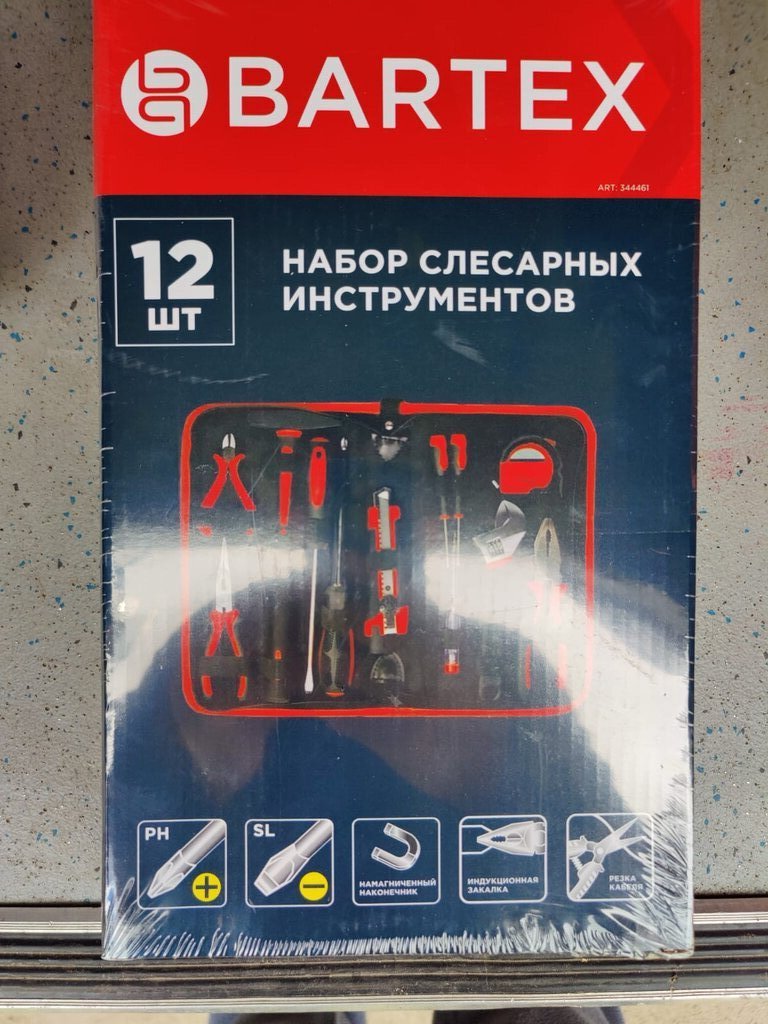 BARTEX
ART: 344461
12
ШТ
НАБОР СЛЕСАРНЫХ
ИНСТРУМЕНТОВ
PH
SL
НАМАГНИЧЕННЫЙ
НАКОНЕЧНИК
ИНДУКЦИОННАЯ
ЗАКАЛКА
РЕЗКА
КАБЕЛЯ